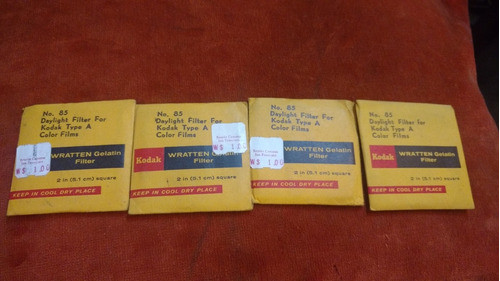 No. 85
Daylight Filter For
Kodak Type A
Color Films
WRATTEN Gelatin
Filter
2 in (5.1 cm) square
KEEP IN COOL DRY PLACE
No. 85
Daylight Filter For
Kodak Type A
Color Films
Kodak
WRATTEN Gelatin
Filter
2 in (5.1 cm) square
KEEP IN COOL DRY PLACE
No. 85
Daylight Filter For
Kodak Type A
Color Films
WRATTEN Gelatin
Filter
2 in (5.1 cm) square
KEEP IN COOL DRY PLACE
No. 85
Daylight Filter For
Kodak Type A
Color Films
Kodak
WRATTEN Gelatin
Filter
2 in (5.1 cm) square
KEEP IN COOL DRY PLACE